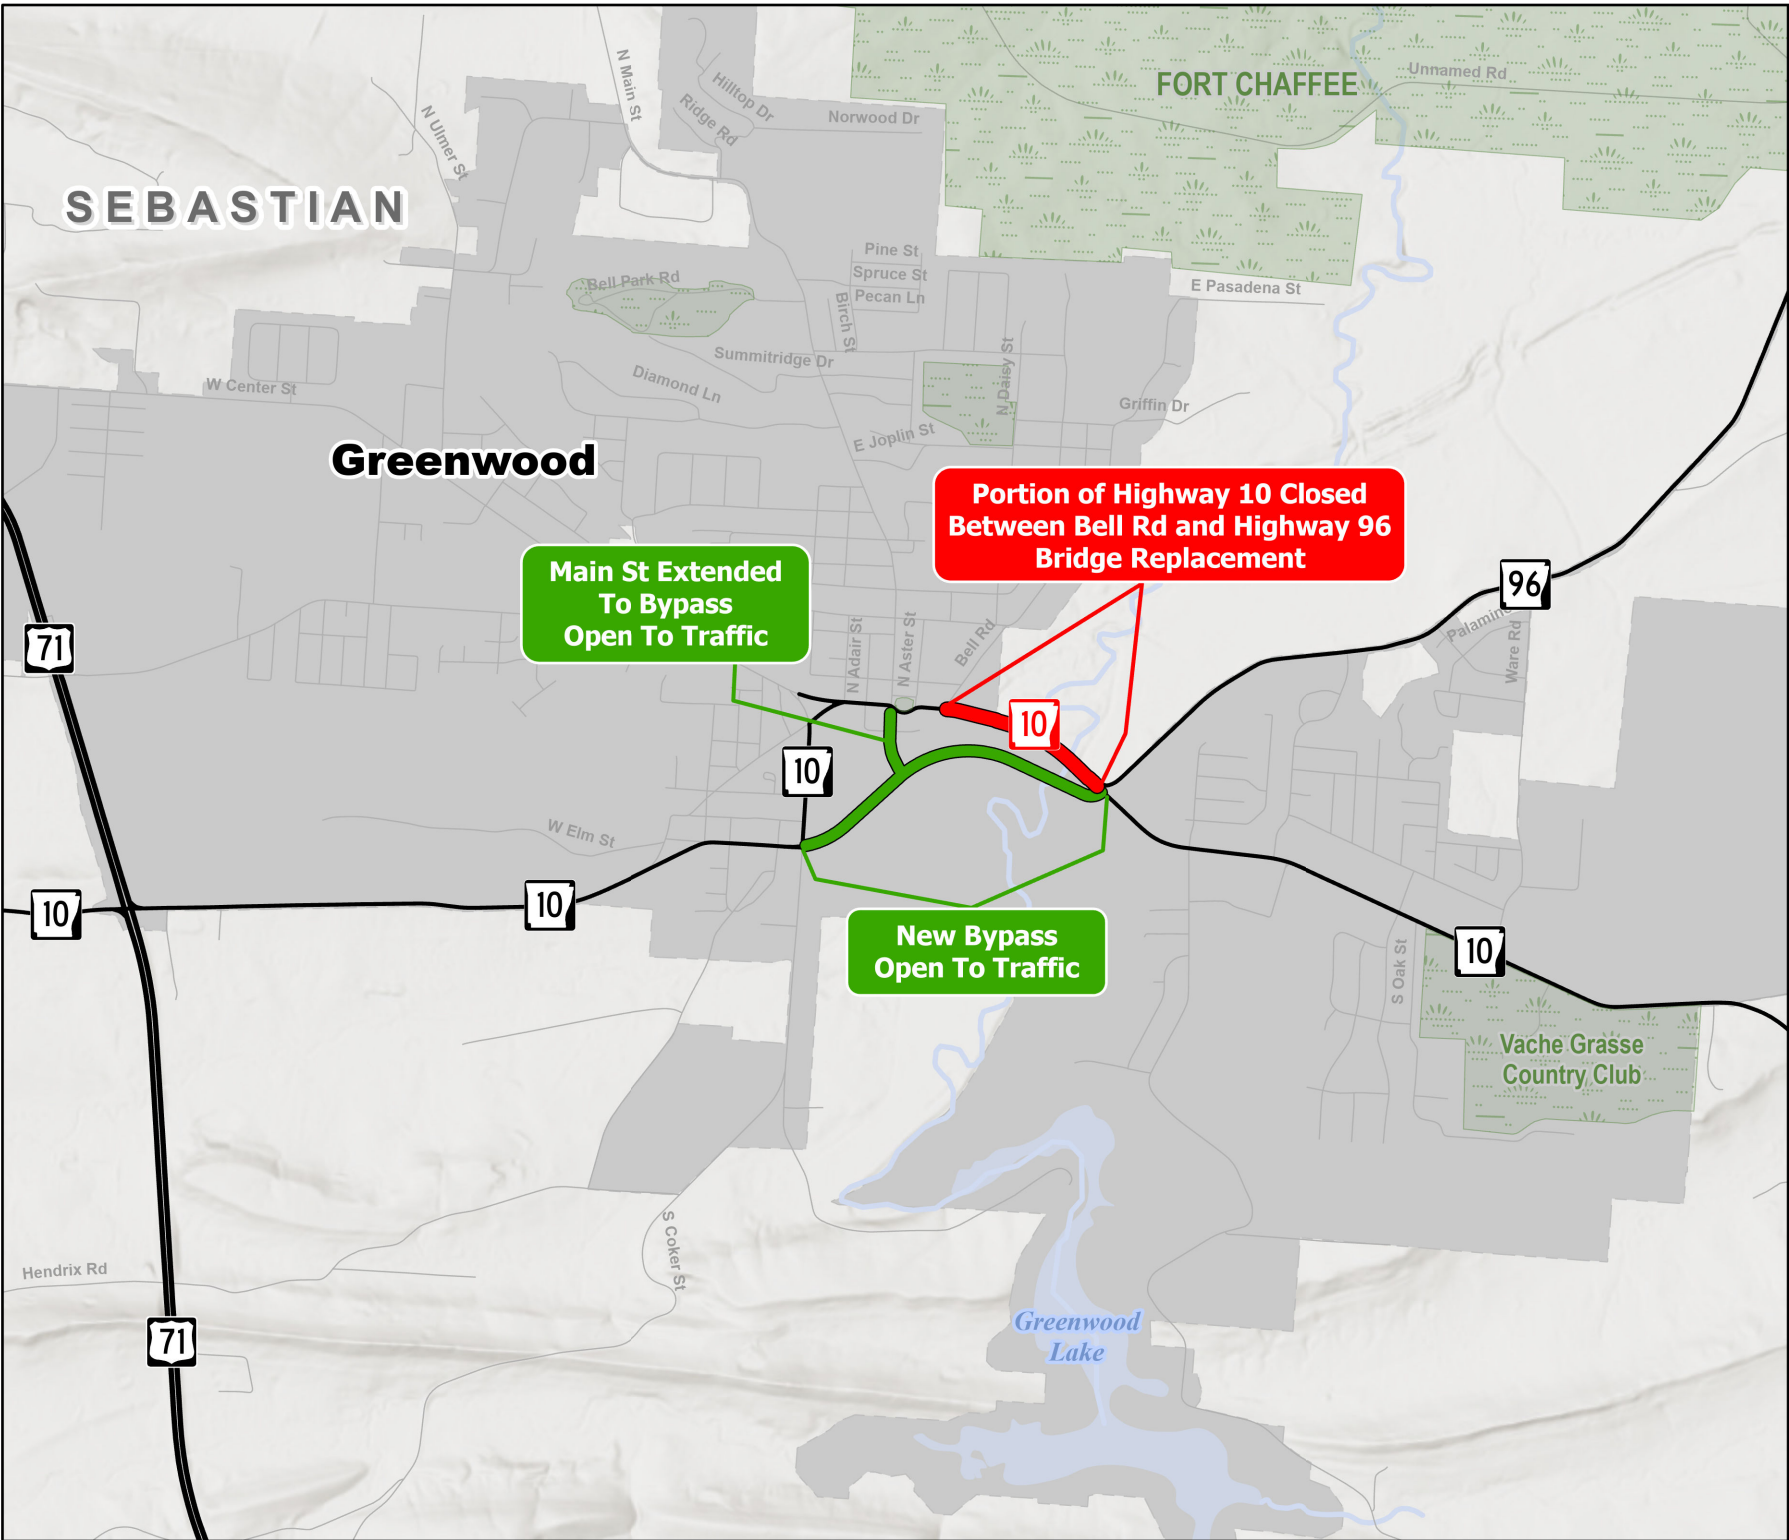 FORT CHAFFEE
Unnamed Rd
N Main St
Hilltop Dr
Ridge Rd
Norwood Dr
N Ulmer St
SEBASTIAN
Pine St
Spruce St
Pecan Ln
Birch St
Bell Park Rd
E Pasadena St
Summitridge Dr
Diamond Ln
N Daisy St
W Center St
Griffin Dr
E Joplin St
Greenwood
Portion of Highway 10 Closed
Between Bell Rd and Highway 96
Bridge Replacement
Main St Extended
To Bypass
Open To Traffic
96
Palamino
Ware Rd
71
N Adair St
N Aster St
Bell Rd
10
10
W Elm St
10
10
New Bypass
Open To Traffic
10
S Oak St
Vache Grasse
Country Club
S Coker St
Hendrix Rd
71
Greenwood
Lake